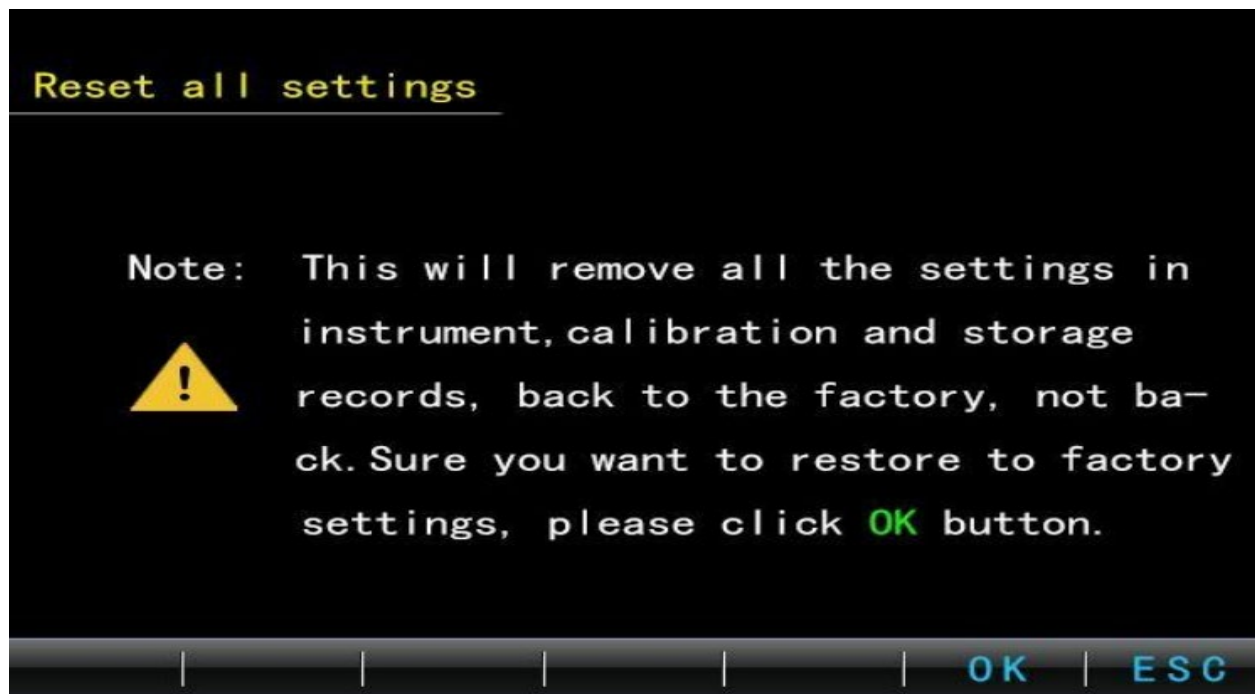 Reset all settings
Note: This will remove all the settings in
instrument,calibration and storage
records, back to the factory, not ba-
ck.Sure you want to restore to factory
settings, please click OK button.
OK ESC